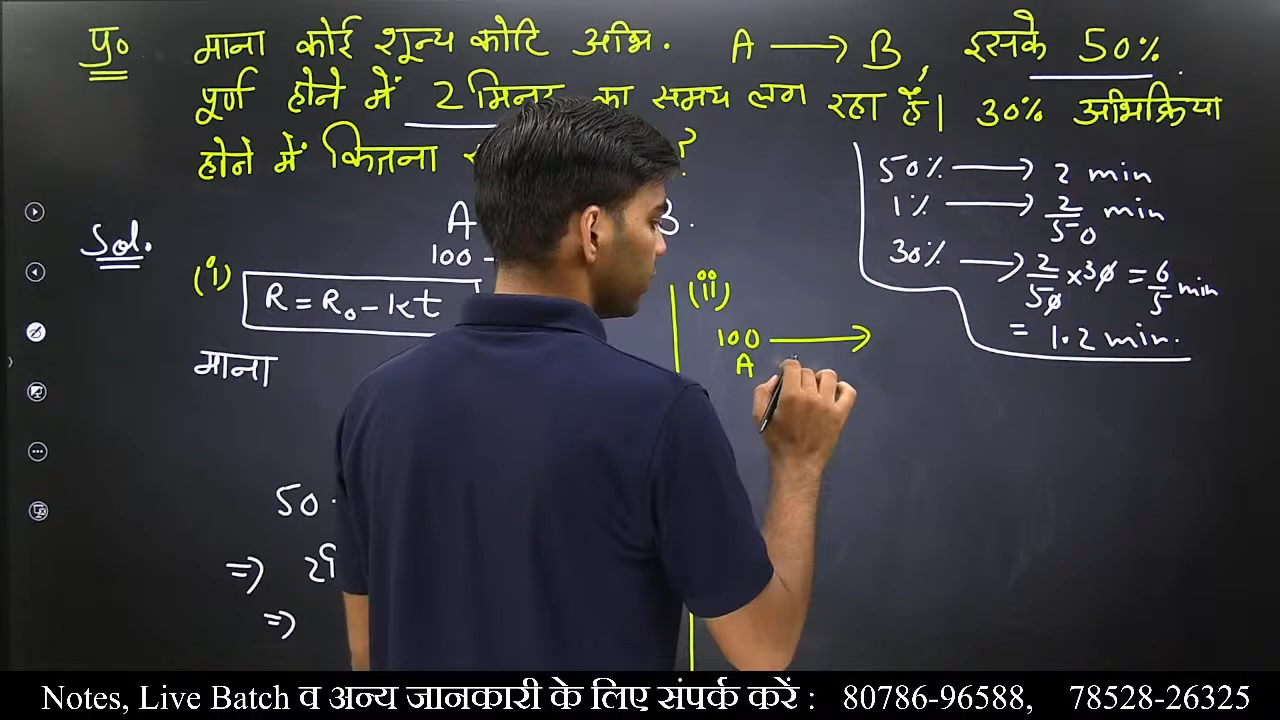 प्र० माना कोई शून्य कोटि अभि. A ⟶ B, इसके 50%
पूर्ण होने में 2 मिनट का समय लग रहा है। 30% अभिक्रिया
होने में कितना ?
50% ⟶ 2 min
1% ⟶ 2/50 min
30% ⟶ 2/50 × 30 = 6/5 min
= 1.2 min.
Sol.
A B.
100
(i) R = R₀ - kt
माना
50
=>
=>
(ii)
100 ⟶
A
Notes, Live Batch व अन्य जानकारी के लिए संपर्क करें : 80786-96588, 78528-26325